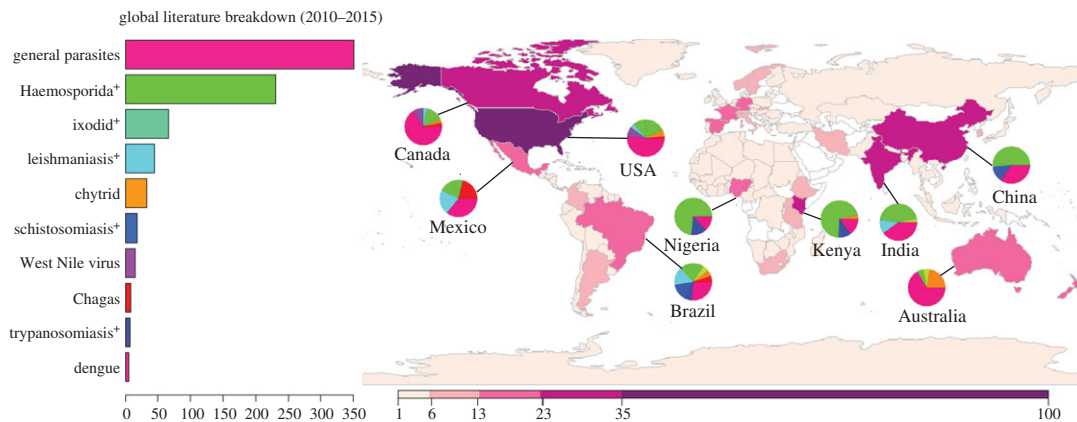 global literature breakdown (2010–2015)
general parasites
Haemosporida+
ixodid+
leishmaniasis+
chytrid
schistosomiasis+
West Nile virus
Chagas
trypanosomiasis+
dengue
0 50 100 150 200 250 300 350
Canada
USA
Mexico
Brazil
Nigeria
Kenya
India
China
Australia
1 6 13 23 35 100